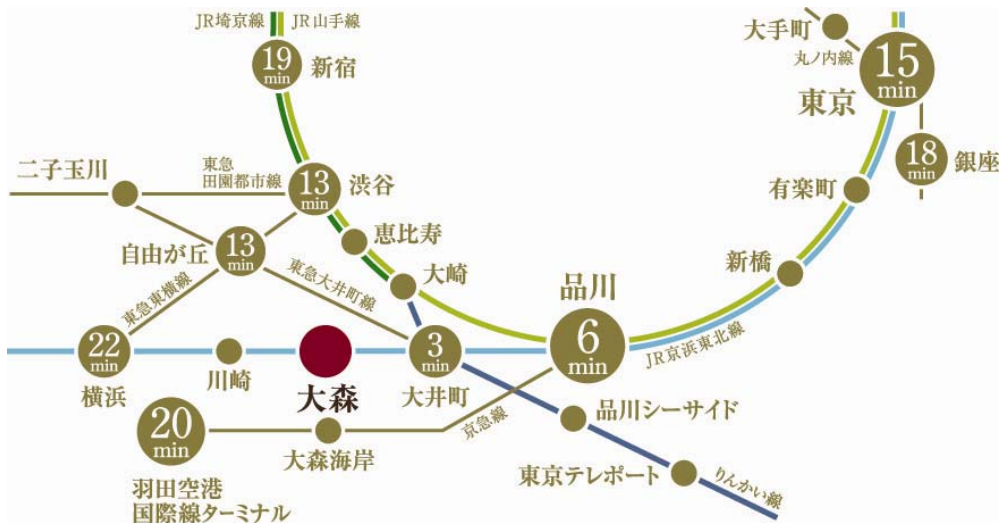 JR埼京線
JR山手線
大手町
丸ノ内線
15
min
東京
19
min
新宿
18
min
銀座
二子玉川
東急
田園都市線
13
min
渋谷
有楽町
自由が丘
13
min
恵比寿
東急大井町線
大崎
新橋
東急東横線
品川
6
min
JR京浜東北線
22
min
横浜
川崎
大森
3
min
大井町
京急線
品川シーサイド
20
min
大森海岸
東京テレポート
りんかい線
羽田空港
国際線ターミナル